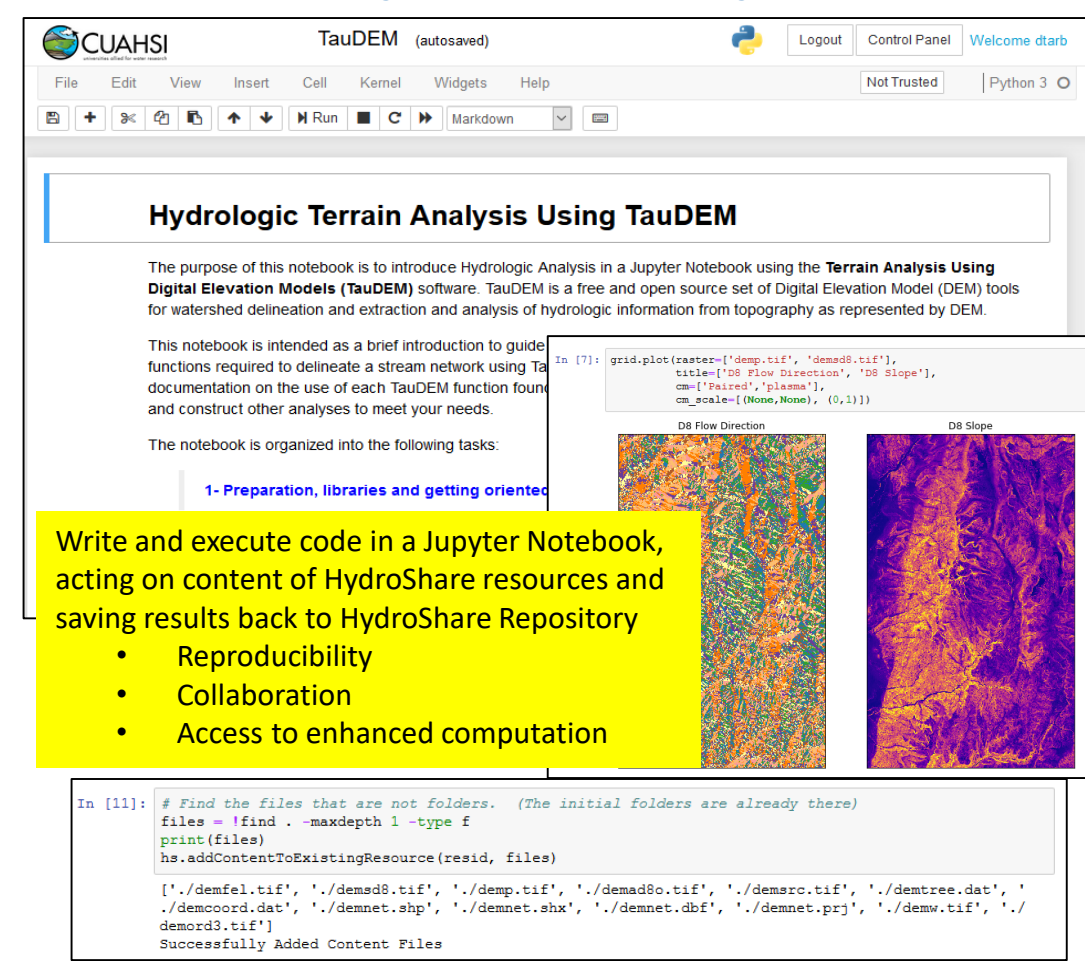 CUAHSI
universities allied for water research
TauDEM (autosaved)
Logout
Control Panel
Welcome dtarb
File Edit View Insert Cell Kernel Widgets Help
Not Trusted
Python 3
Run
Markdown
Hydrologic Terrain Analysis Using TauDEM
The purpose of this notebook is to introduce Hydrologic Analysis in a Jupyter Notebook using the Terrain Analysis Using
Digital Elevation Models (TauDEM) software. TauDEM is a free and open source set of Digital Elevation Model (DEM) tools
for watershed delineation and extraction and analysis of hydrologic information from topography as represented by DEM.
This notebook is intended as a brief introduction to guide
functions required to delineate a stream network using Ta
documentation on the use of each TauDEM function foun
and construct other analyses to meet your needs.
The notebook is organized into the following tasks:
1- Preparation, libraries and getting oriented
In [7]: grid.plot(raster=['demp.tif', 'demsd8.tif'],
title=['D8 Flow Direction', 'D8 Slope'],
cm=['Paired','plasma'],
cm_scale=[(None,None), (0,1)])
D8 Flow Direction
D8 Slope
Write and execute code in a Jupyter Notebook,
acting on content of HydroShare resources and
saving results back to HydroShare Repository
• Reproducibility
• Collaboration
• Access to enhanced computation
In [11]: # Find the files that are not folders. (The initial folders are already there)
files = !find . -maxdepth 1 -type f
print(files)
hs.addContentToExistingResource(resid, files)
['./demfel.tif', './demsd8.tif', './demp.tif', './demad8o.tif', './demsrc.tif', './demtree.dat', '
./demcoord.dat', './demnet.shp', './demnet.shx', './demnet.dbf', './demnet.prj', './demw.tif', './
demord3.tif']
Successfully Added Content Files